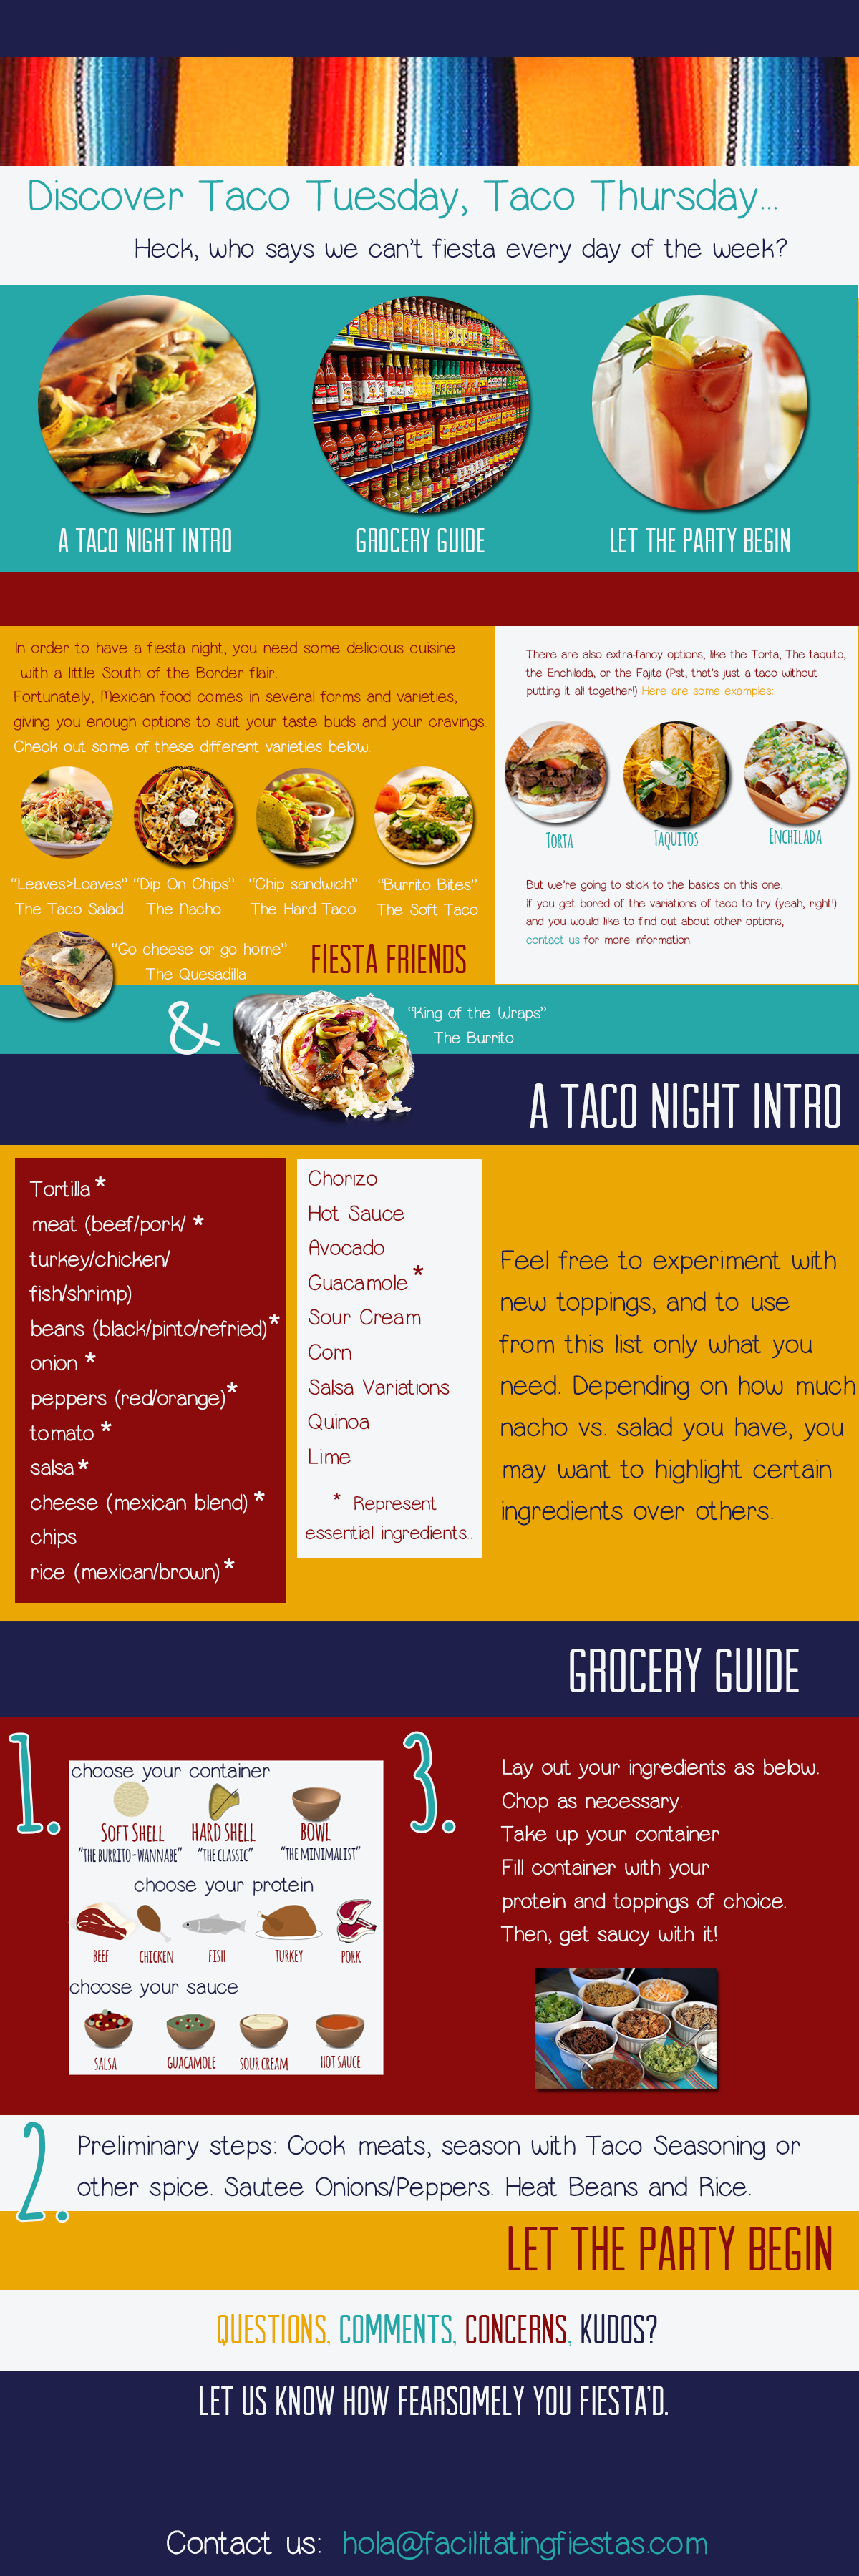 Discover Taco Tuesday, Taco Thursday...
Heck, who says we can't fiesta every day of the week?
A TACO NIGHT INTRO
GROCERY GUIDE
LET THE PARTY BEGIN
In order to have a fiesta night, you need some delicious cuisine
with a little South of the Border flair.
Fortunately, Mexican food comes in several forms and varieties,
giving you enough options to suit your taste buds and your cravings.
Check out some of these different varieties below.
"Leaves>Loaves"
The Taco Salad
"Dip On Chips"
The Nacho
"Chip sandwich"
The Hard Taco
"Burrito Bites"
The Soft Taco
"Go cheese or go home"
The Quesadilla
FIESTA FRIENDS
There are also extra-fancy options, like the Torta, The taquito,
the Enchilada, or the Fajita (Pst, that's just a taco without
putting it all together!) Here are some examples:
TORTA
TAQUITOS
ENCHILADA
But we're going to stick to the basics on this one.
If you get bored of the variations of taco to try (yeah, right!)
and you would like to find out about other options,
contact us for more information.
&
"King of the Wraps"
The Burrito
A TACO NIGHT INTRO
Tortilla *
meat (beef/pork/ *
turkey/chicken/
fish/shrimp)
beans (black/pinto/refried)*
onion *
peppers (red/orange)*
tomato *
salsa *
cheese (mexican blend) *
chips
rice (mexican/brown) *
Chorizo
Hot Sauce
Avocado
Guacamole *
Sour Cream
Corn
Salsa Variations
Quinoa
Lime
* Represent
essential ingredients..
Feel free to experiment with
new toppings, and to use
from this list only what you
need. Depending on how much
nacho vs. salad you have, you
may want to highlight certain
ingredients over others.
GROCERY GUIDE
1.
choose your container
SOFT SHELL
"THE BURRITO-WANNABE"
HARD SHELL
"THE CLASSIC"
BOWL
"THE MINIMALIST"
choose your protein
BEEF
CHICKEN
FISH
TURKEY
PORK
choose your sauce
SALSA
GUACAMOLE
SOUR CREAM
HOT SAUCE
3.
Lay out your ingredients as below.
Chop as necessary.
Take up your container
Fill container with your
protein and toppings of choice.
Then, get saucy with it!
2.
Preliminary steps: Cook meats, season with Taco Seasoning or
other spice. Sautee Onions/Peppers. Heat Beans and Rice.
LET THE PARTY BEGIN
QUESTIONS, COMMENTS, CONCERNS, KUDOS?
LET US KNOW HOW FEARSOMELY YOU FIESTA'D.
Contact us: hola@facilitatingfiestas.com